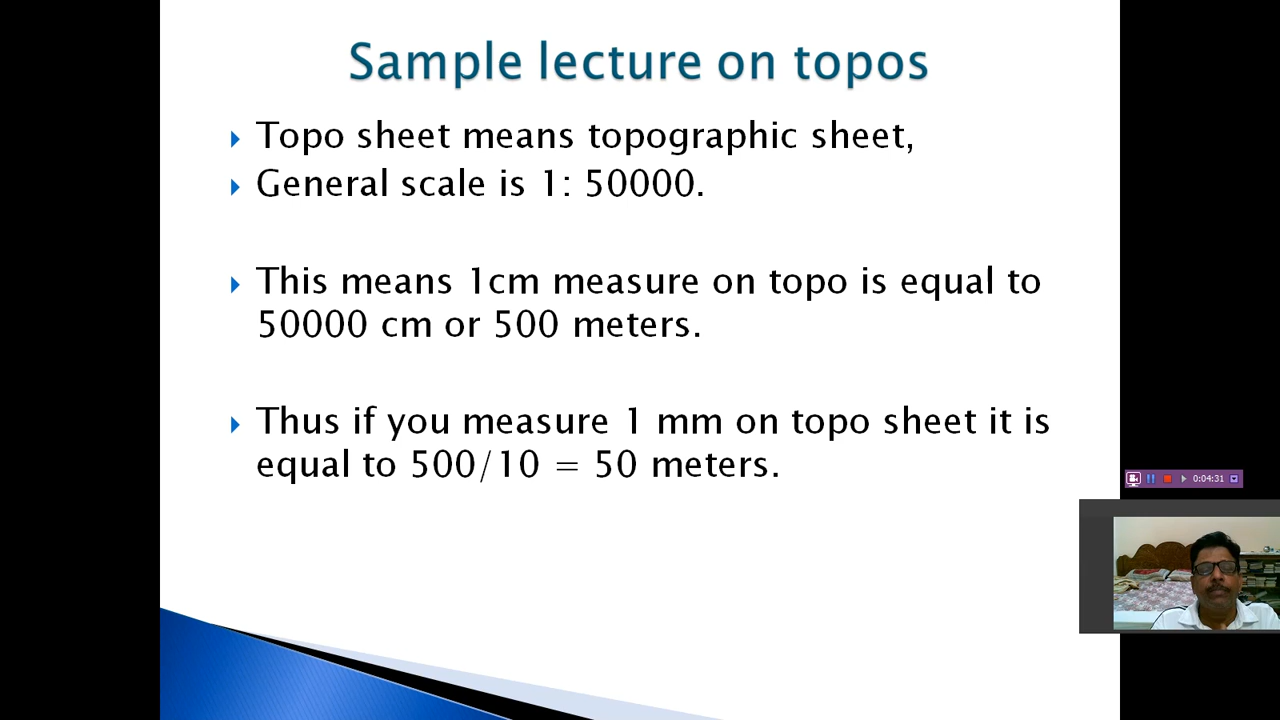 Sample lecture on topos
Topo sheet means topographic sheet,
General scale is 1: 50000.
This means 1cm measure on topo is equal to
50000 cm or 500 meters.
Thus if you measure 1 mm on topo sheet it is
equal to 500/10 = 50 meters.
0:04:31